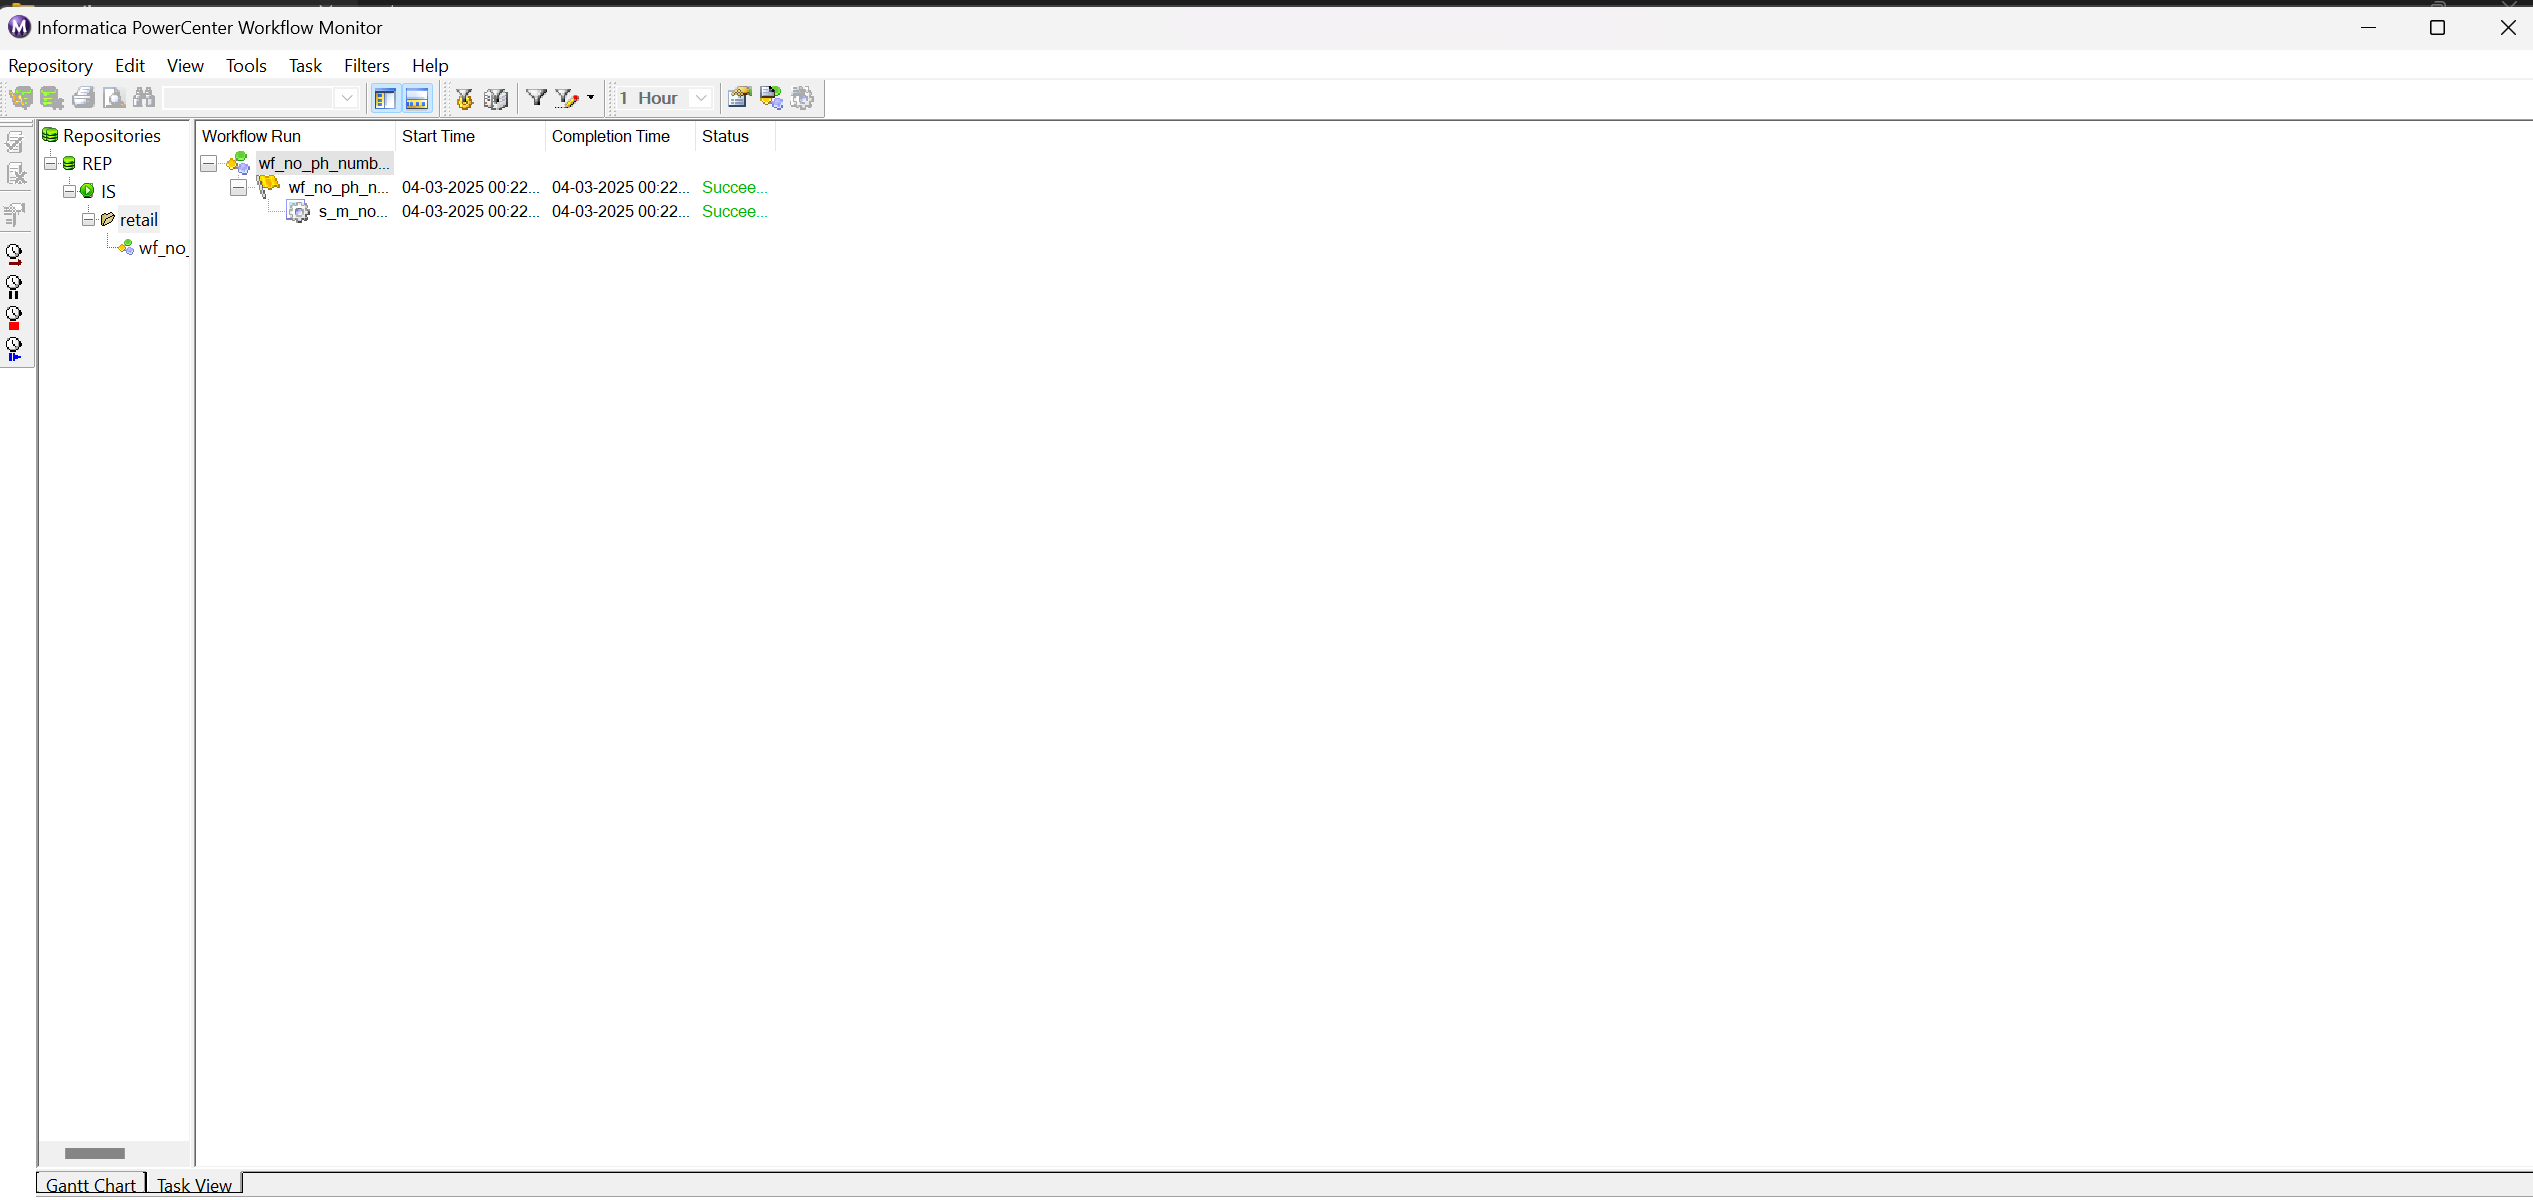 Informatica PowerCenter Workflow Monitor
Repository Edit View Tools Task Filters Help
1 Hour
Repositories
REP
IS
retail
wf_no_
Workflow Run Start Time Completion Time Status
wf_no_ph_numb...
wf_no_ph_n... 04-03-2025 00:22... 04-03-2025 00:22... Succee...
s_m_no... 04-03-2025 00:22... 04-03-2025 00:22... Succee...
Gantt Chart Task View